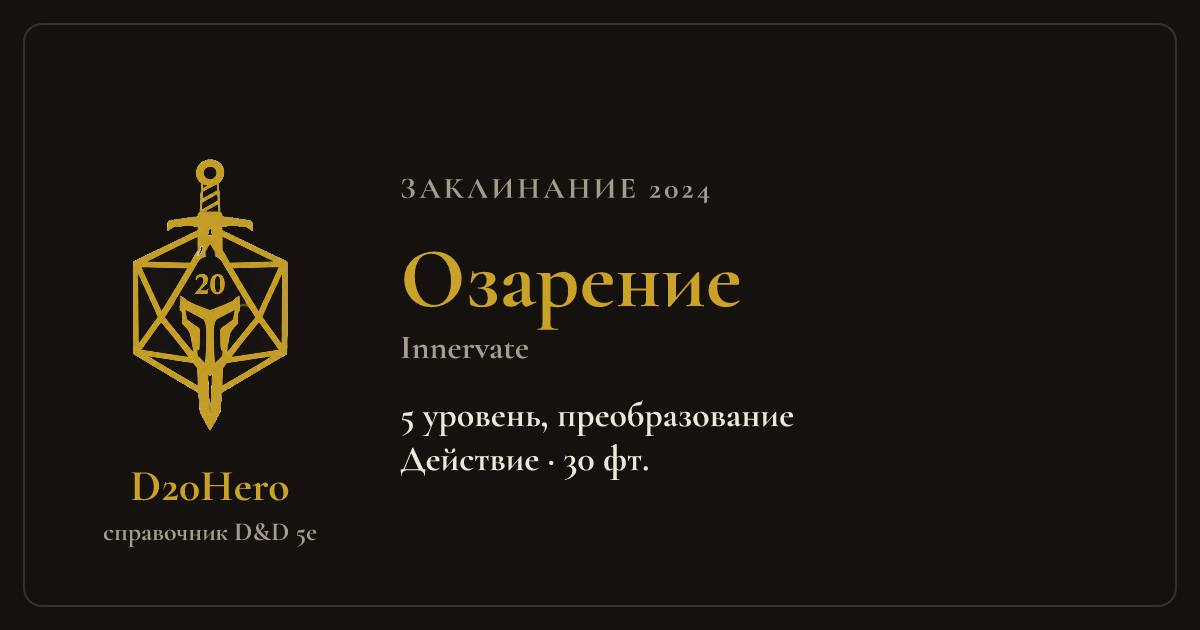 20
D20Hero
справочник D&D 5e
ЗАКЛИНАНИЕ 2024
Озарение
Innervate
5 уровень, преобразование
Действие · 30 фт.